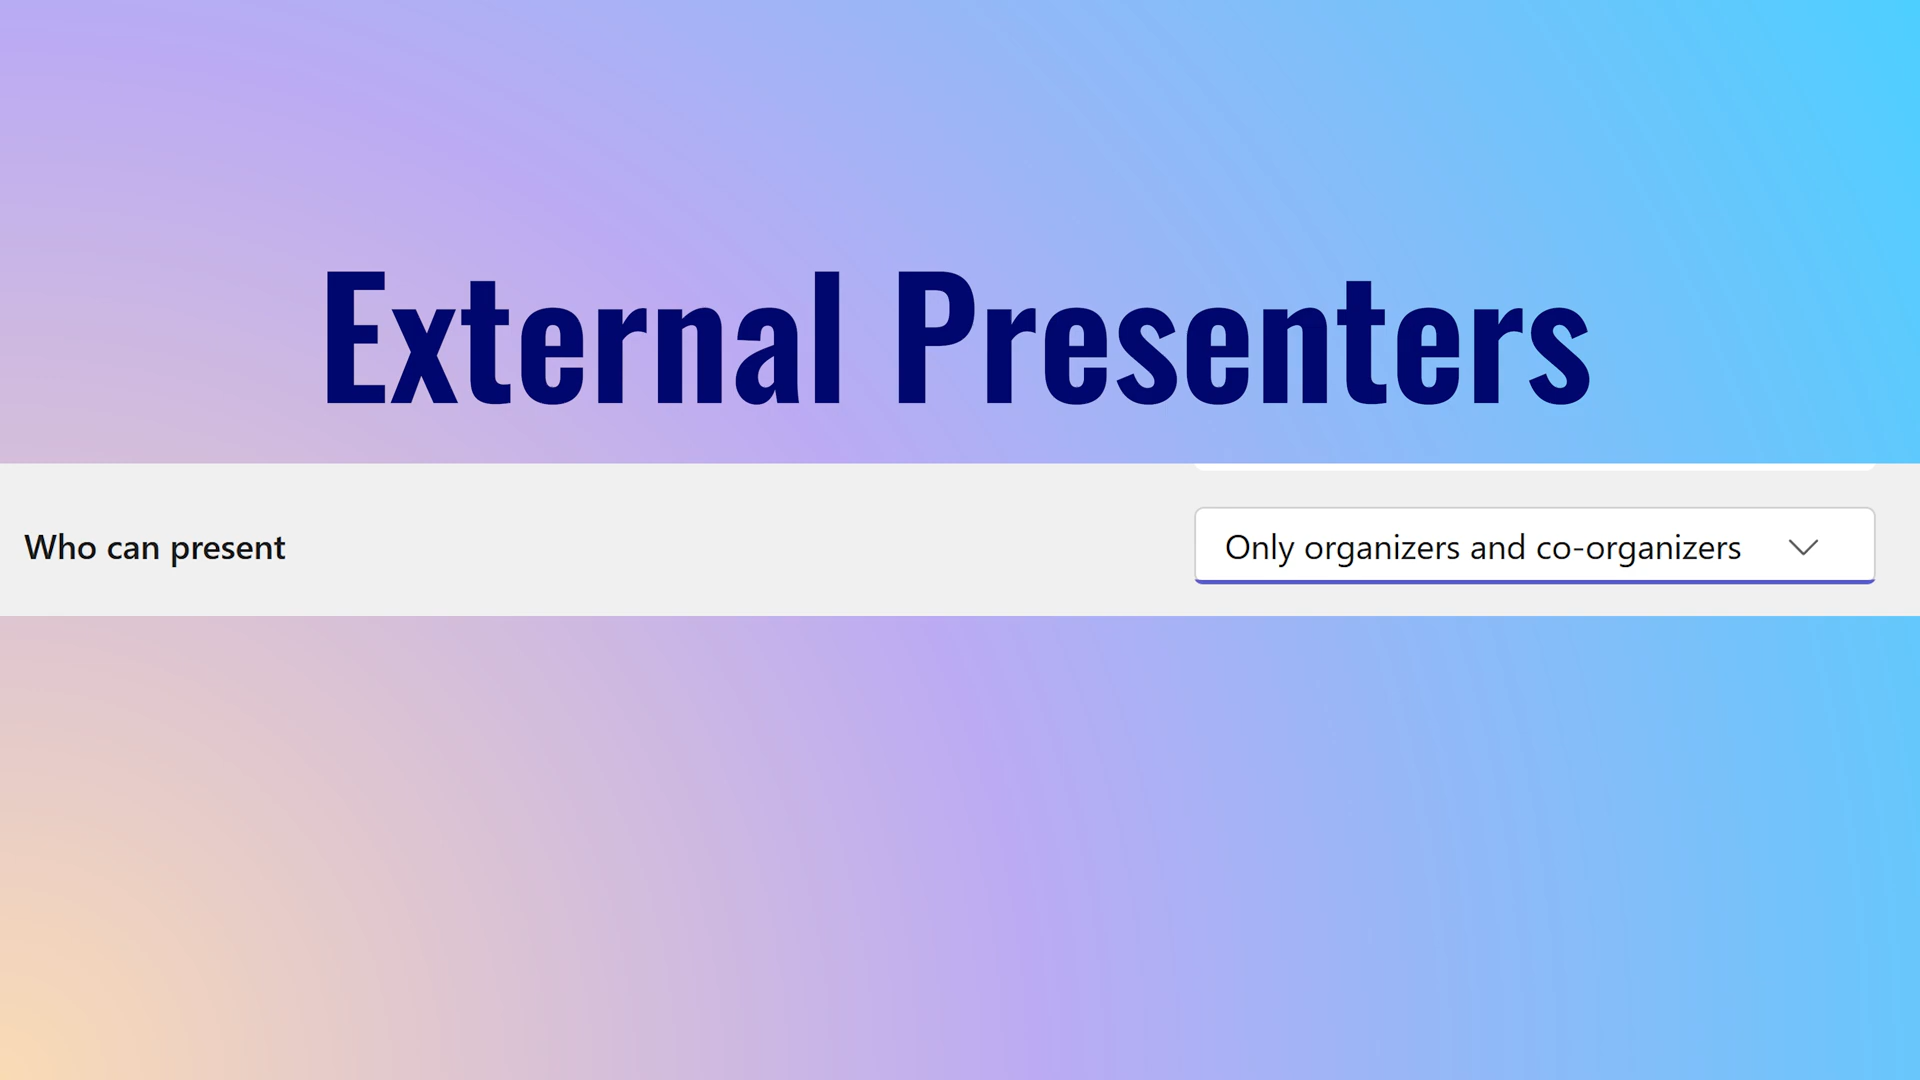 External Presenters
Who can present
Only organizers and co-organizers